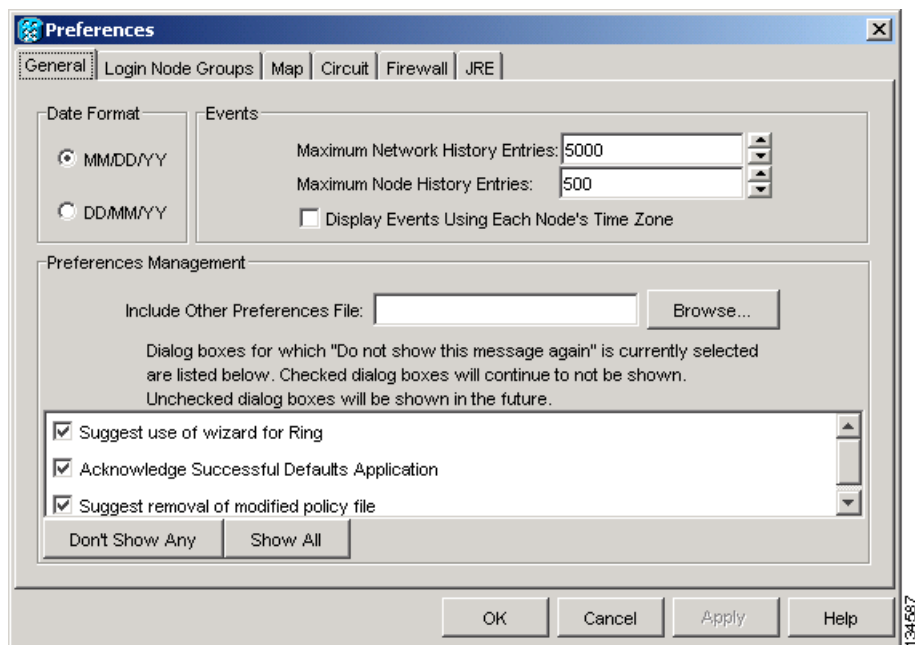 Preferences
General Login Node Groups Map Circuit Firewall JRE
Date Format
MM/DD/YY
DD/MM/YY
Events
Maximum Network History Entries: 5000
Maximum Node History Entries: 500
Display Events Using Each Node's Time Zone
Preferences Management
Include Other Preferences File: Browse...
Dialog boxes for which "Do not show this message again" is currently selected
are listed below. Checked dialog boxes will continue to not be shown.
Unchecked dialog boxes will be shown in the future.
Suggest use of wizard for Ring
Acknowledge Successful Defaults Application
Suggest removal of modified policy file
Don't Show Any Show All
OK Cancel Apply Help
134587